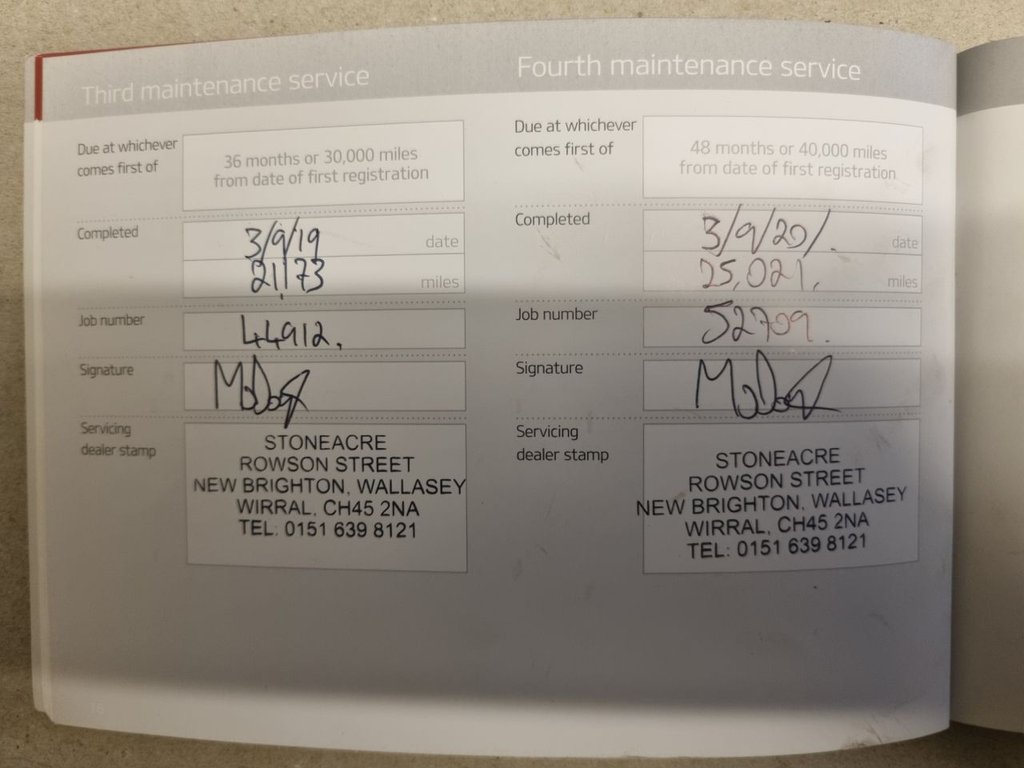 Third maintenance service
Due at whichever
comes first of
36 months or 30,000 miles
from date of first registration
Completed
3/9/19 date
21,173 miles
Job number
44912.
Signature
Servicing
dealer stamp
STONEACRE
ROWSON STREET
NEW BRIGHTON, WALLASEY
WIRRAL, CH45 2NA
TEL: 0151 639 8121
Fourth maintenance service
Due at whichever
comes first of
48 months or 40,000 miles
from date of first registration
Completed
3/9/20/. date
25,021, miles
Job number
52709.
Signature
Servicing
dealer stamp
STONEACRE
ROWSON STREET
NEW BRIGHTON, WALLASEY
WIRRAL, CH45 2NA
TEL: 0151 639 8121